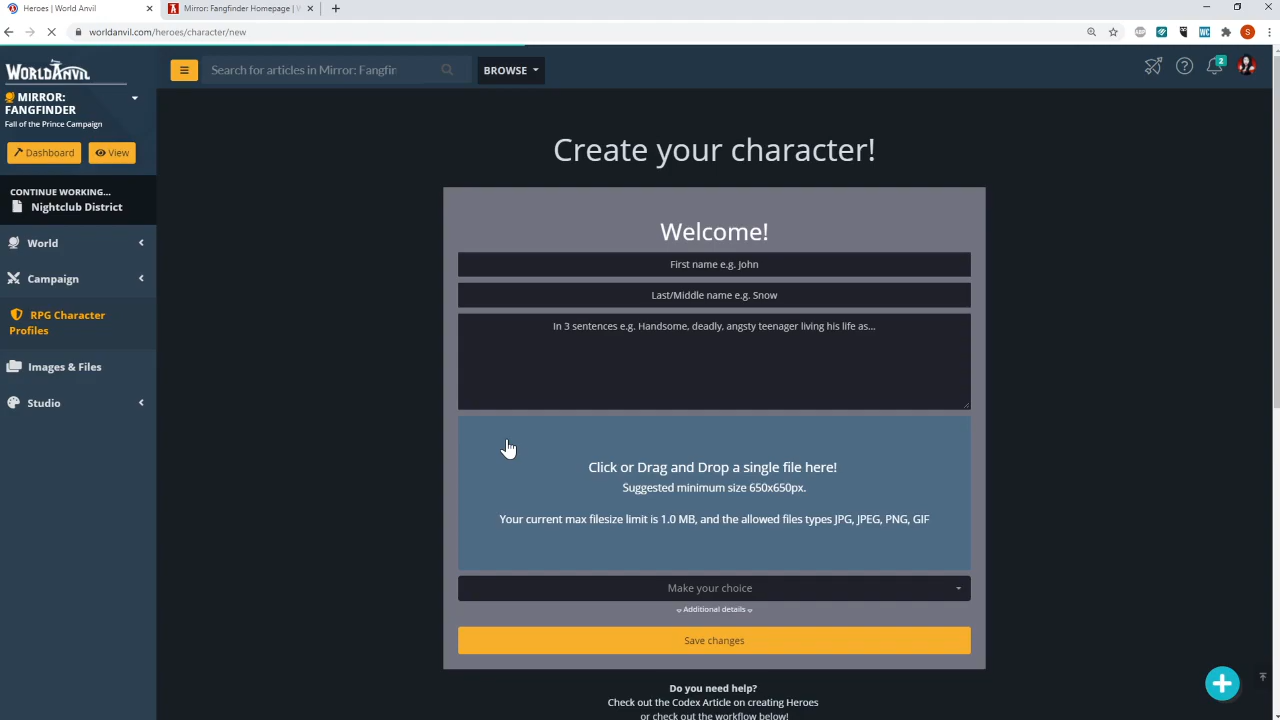 Heroes | World Anvil
Mirror: Fangfinder Homepage | W
worldanvil.com/heroes/character/new
ABP
WC
S
WORLDANVIL
MIRROR:
FANGFINDER
Fall of the Prince Campaign
Dashboard
View
Search for articles in Mirror: Fangfin
BROWSE
2
CONTINUE WORKING...
Nightclub District
World
Campaign
RPG Character
Profiles
Images & Files
Studio
Create your character!
Welcome!
First name e.g. John
Last/Middle name e.g. Snow
In 3 sentences e.g. Handsome, deadly, angsty teenager living his life as...
Click or Drag and Drop a single file here!
Suggested minimum size 650x650px.
Your current max filesize limit is 1.0 MB, and the allowed files types JPG, JPEG, PNG, GIF
Make your choice
Additional details
Save changes
Do you need help?
Check out the Codex Article on creating Heroes
or check out the workflow below!